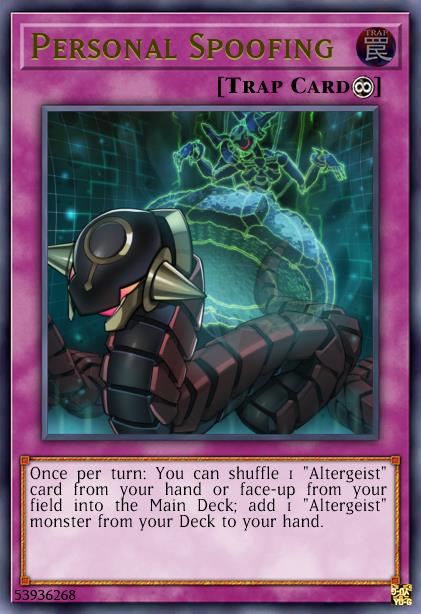 PERSONAL SPOOFING
TRAP
罠
[TRAP CARD♾]
Once per turn: You can shuffle 1 "Altergeist"
card from your hand or face-up from your
field into the Main Deck; add 1 "Altergeist"
monster from your Deck to your hand.
53936268